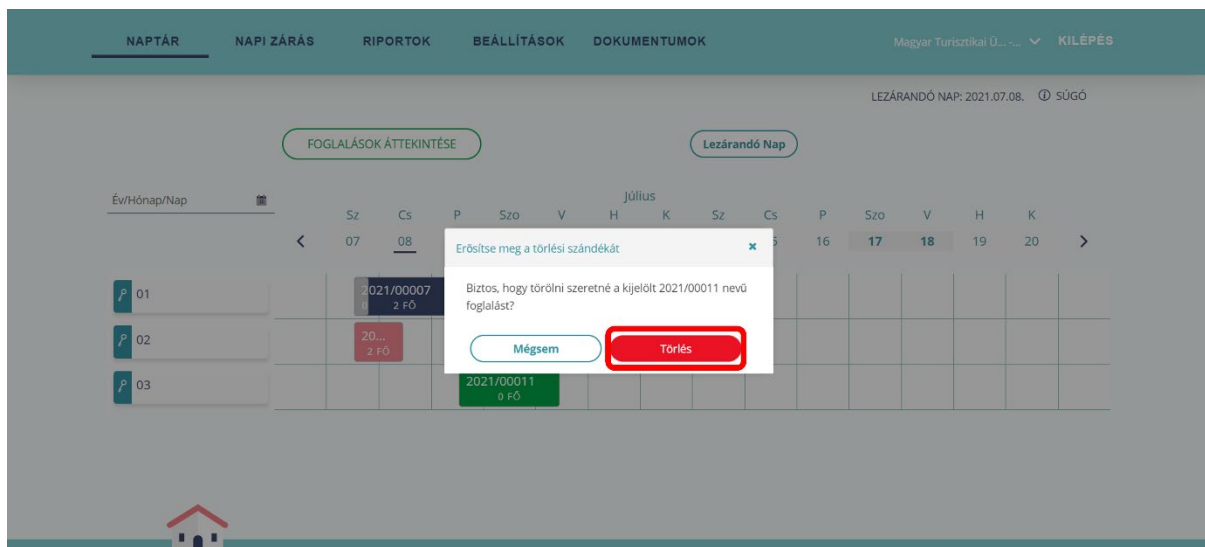 NAPTÁR NAPI ZÁRÁS RIPORTOK BEÁLLÍTÁSOK DOKUMENTUMOK Magyar Turisztikai Ü... -... KILÉPÉS
LEZÁRANDÓ NAP: 2021.07.08. SÚGÓ
FOGLALÁSOK ÁTTEKINTÉSE Lezárandó Nap
Év/Hónap/Nap Július
Sz Cs P Szo V H K Sz Cs P Szo V H K
07 08 16 17 18 19 20
Erősítse meg a törlési szándékát
01 2021/00007
2 FŐ
Biztos, hogy törölni szeretné a kijelölt 2021/00011 nevű
foglalást?
02 20...
2 FŐ
Mégsem Törlés
03 2021/00011
0 FŐ